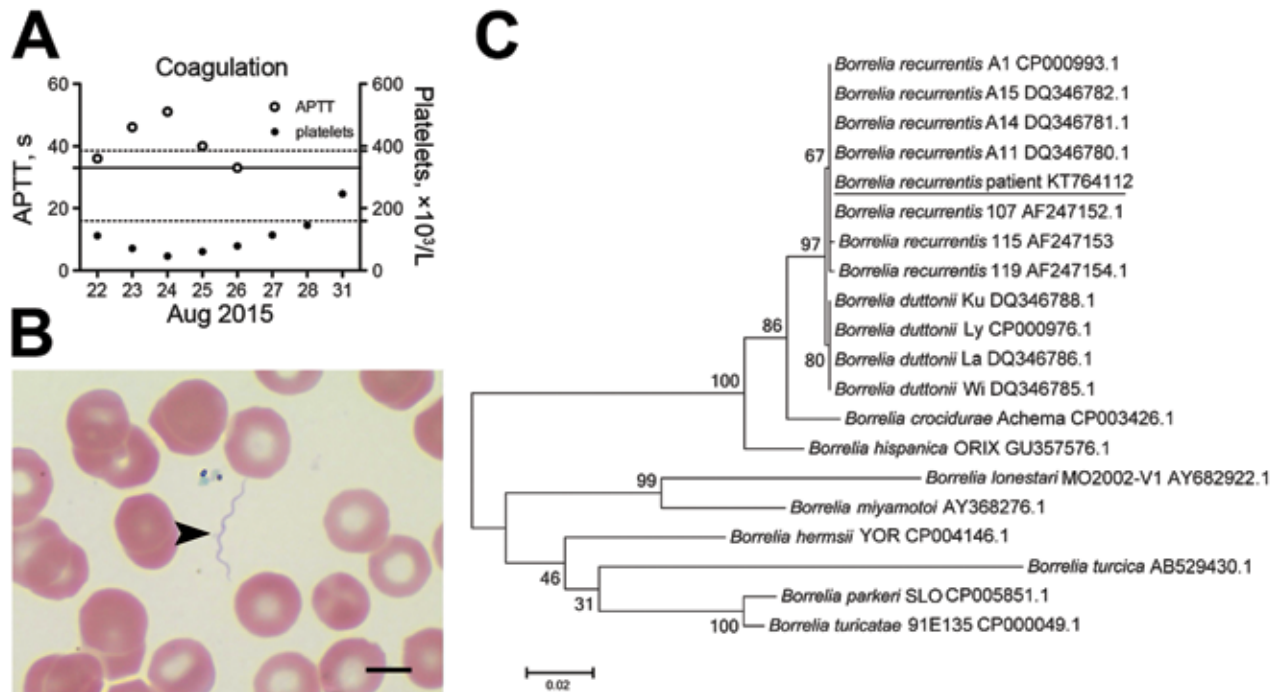 A
Coagulation
60
40
20
0
APTT, s
APTT
platelets
600
400
200
0
Platelets, ×10³/L
22 23 24 25 26 27 28 31
Aug 2015
B
C
Borrelia recurrentis A1 CP000993.1
Borrelia recurrentis A15 DQ346782.1
Borrelia recurrentis A14 DQ346781.1
Borrelia recurrentis A11 DQ346780.1
67
Borrelia recurrentis patient KT764112
Borrelia recurrentis 107 AF247152.1
97
Borrelia recurrentis 115 AF247153
Borrelia recurrentis 119 AF247154.1
Borrelia duttonii Ku DQ346788.1
86
Borrelia duttonii Ly CP000976.1
80
Borrelia duttonii La DQ346786.1
100
Borrelia duttonii Wi DQ346785.1
Borrelia crocidurae Achema CP003426.1
Borrelia hispanica ORIX GU357576.1
99
Borrelia lonestari MO2002-V1 AY682922.1
Borrelia miyamotoi AY368276.1
Borrelia hermsii YOR CP004146.1
46
Borrelia turcica AB529430.1
31
Borrelia parkeri SLO CP005851.1
100
Borrelia turicatae 91E135 CP000049.1
0.02